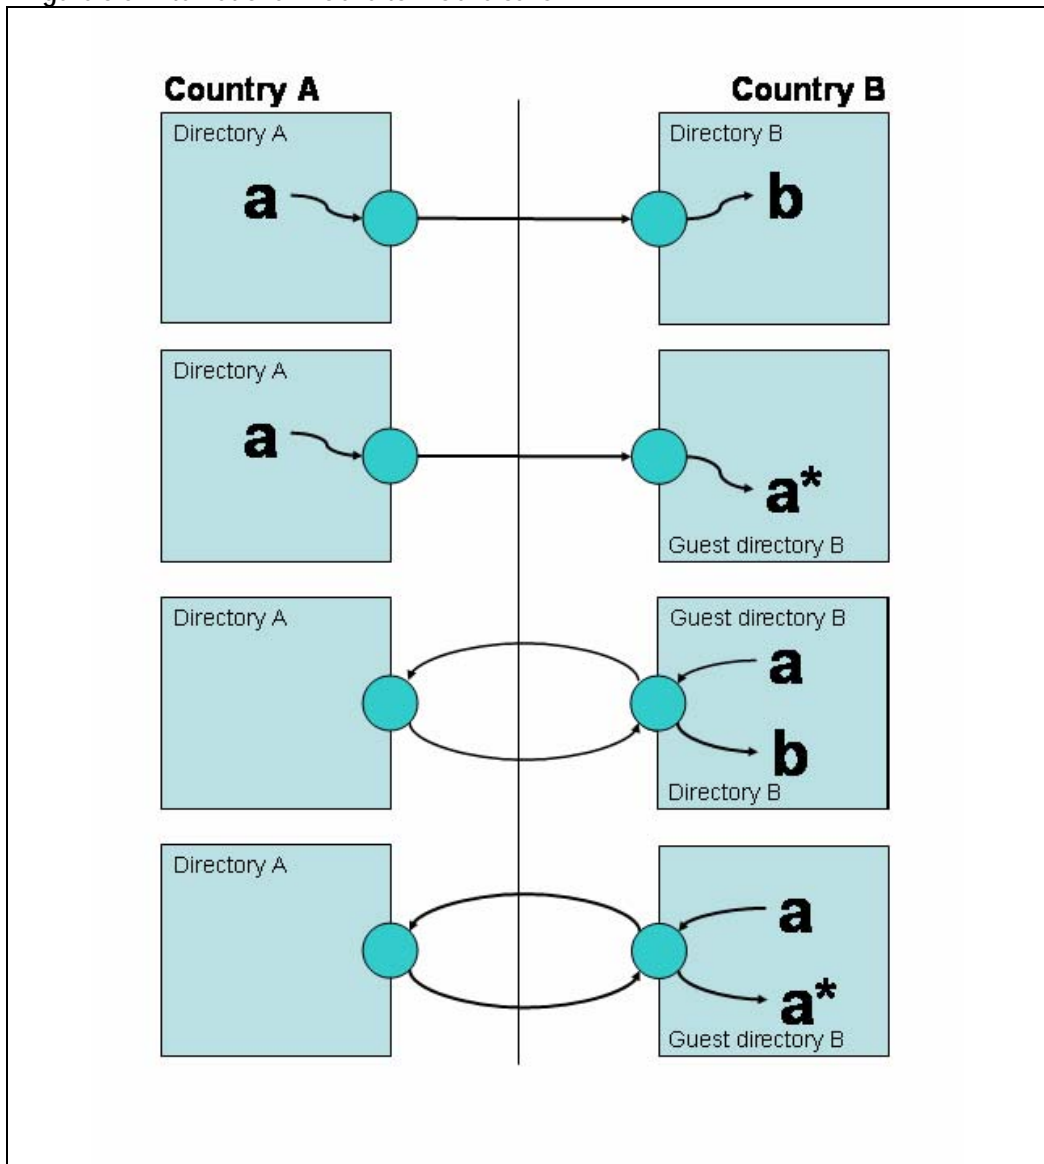 Country A Country B
Directory A Directory B
a b
Directory A
a a*
Guest directory B
Directory A Guest directory B
a
b
Directory B
Directory A
a
a*
Guest directory B